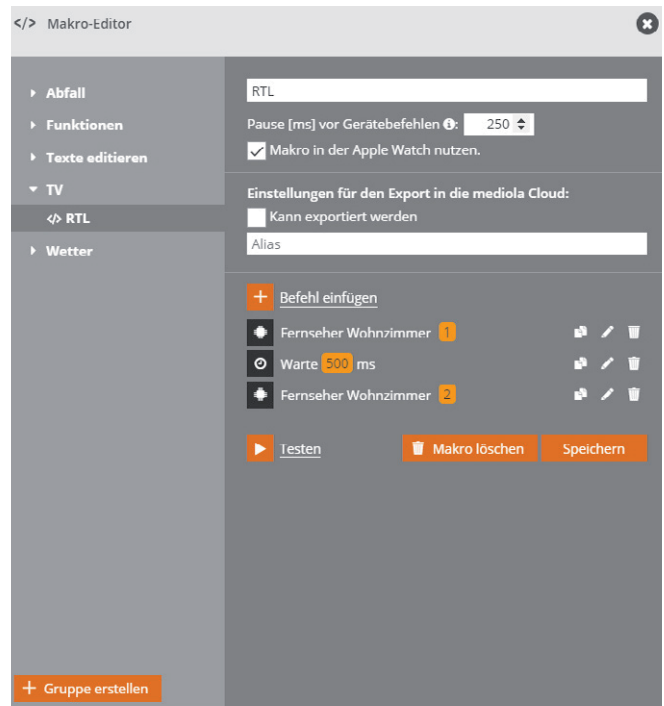 </> Makro-Editor
Abfall
Funktionen
Texte editieren
TV
</> RTL
Wetter
Gruppe erstellen
RTL
Pause [ms] vor Gerätebefehlen : 250
Makro in der Apple Watch nutzen.
Einstellungen für den Export in die mediola Cloud:
Kann exportiert werden
Alias
Befehl einfügen
Fernseher Wohnzimmer 1
Warte 500 ms
Fernseher Wohnzimmer 2
Testen
Makro löschen
Speichern